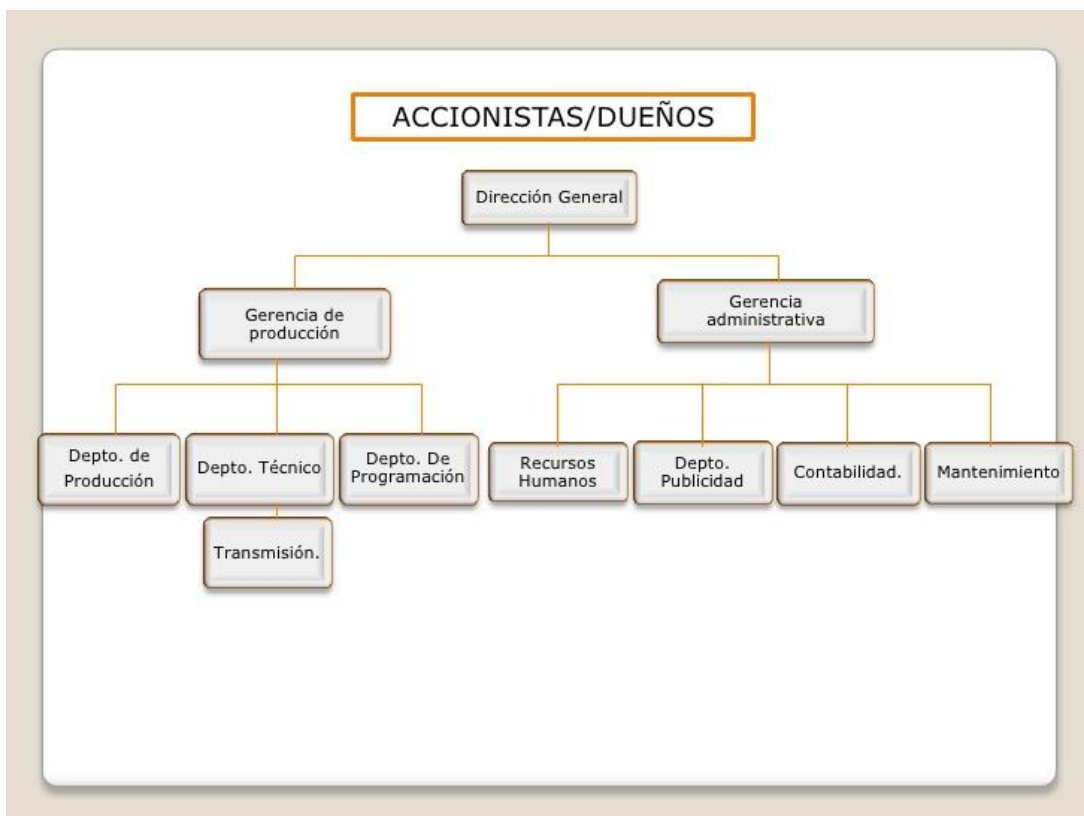 ACCIONISTAS/DUEÑOS
Dirección General
Gerencia de
producción
Gerencia
administrativa
Depto. de
Producción
Depto. Técnico
Depto. De
Programación
Recursos
Humanos
Depto.
Publicidad
Contabilidad.
Mantenimiento
Transmisión.